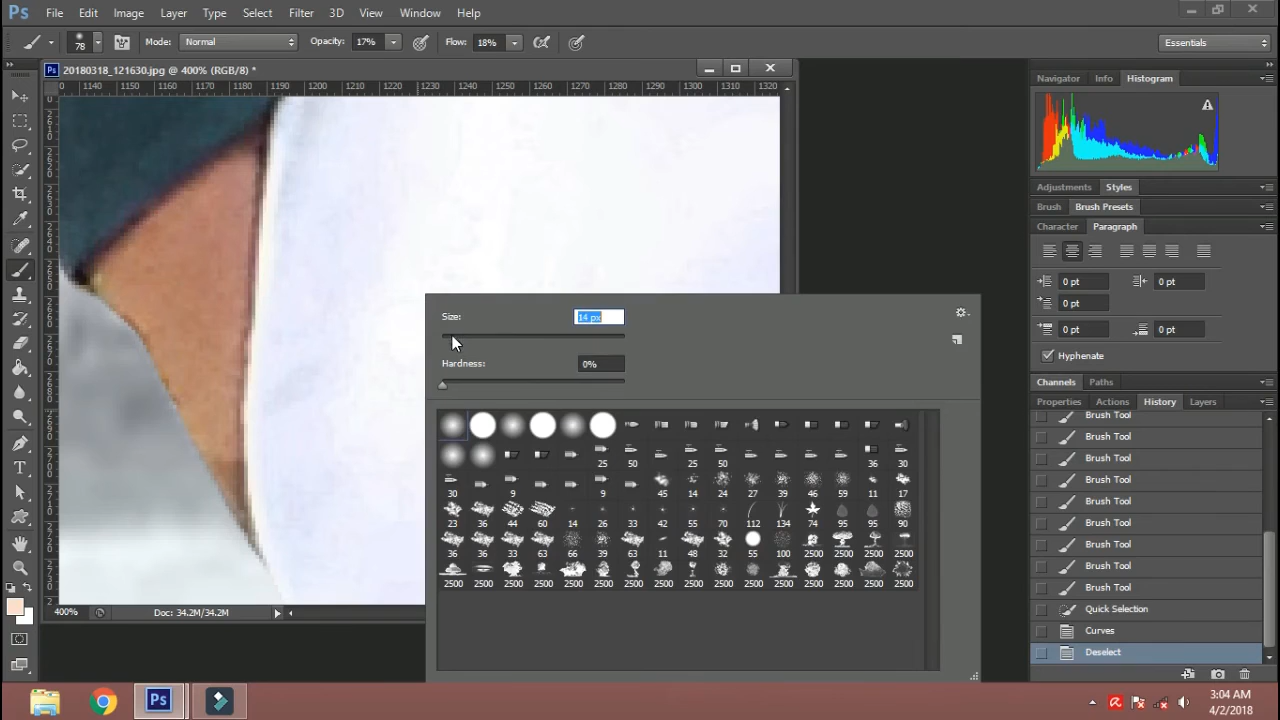 Ps File Edit Image Layer Type Select Filter 3D View Window Help
78 Mode: Normal Opacity: 17% Flow: 18% Essentials
Ps 20180318_121630.jpg @ 400% (RGB/8) *
Navigator Info Histogram
0 1140 1150 1160 1170 1180 1190 1200 1210 1220 1230 1240 1250 1260 1270 1280 1290 1300 1310 1320
Adjustments Styles
Brush Brush Presets
Character Paragraph
0 pt 0 pt
0 pt
0 pt 0 pt
Size: 14 px
Hyphenate
Hardness: 0%
Channels Paths
Properties Actions History Layers
Brush Tool
Brush Tool
Brush Tool
Brush Tool
Brush Tool
Brush Tool
Brush Tool
Brush Tool
Brush Tool
Quick Selection
Curves
Deselect
25 50 25 50 36 30
30 9 9 45 14 24 27 39 46 59 11 17
23 36 44 60 14 26 33 42 55 70 112 134 74 95 95 90
36 36 33 63 66 39 63 11 48 32 55 100 2500 2500 2500 2500
2500 2500 2500 2500 2500 2500 2500 2500 2500 2500 2500 2500 2500 2500 2500 2500
400% Doc: 34.2M/34.2M
Ps 3:04 AM
4/2/2018